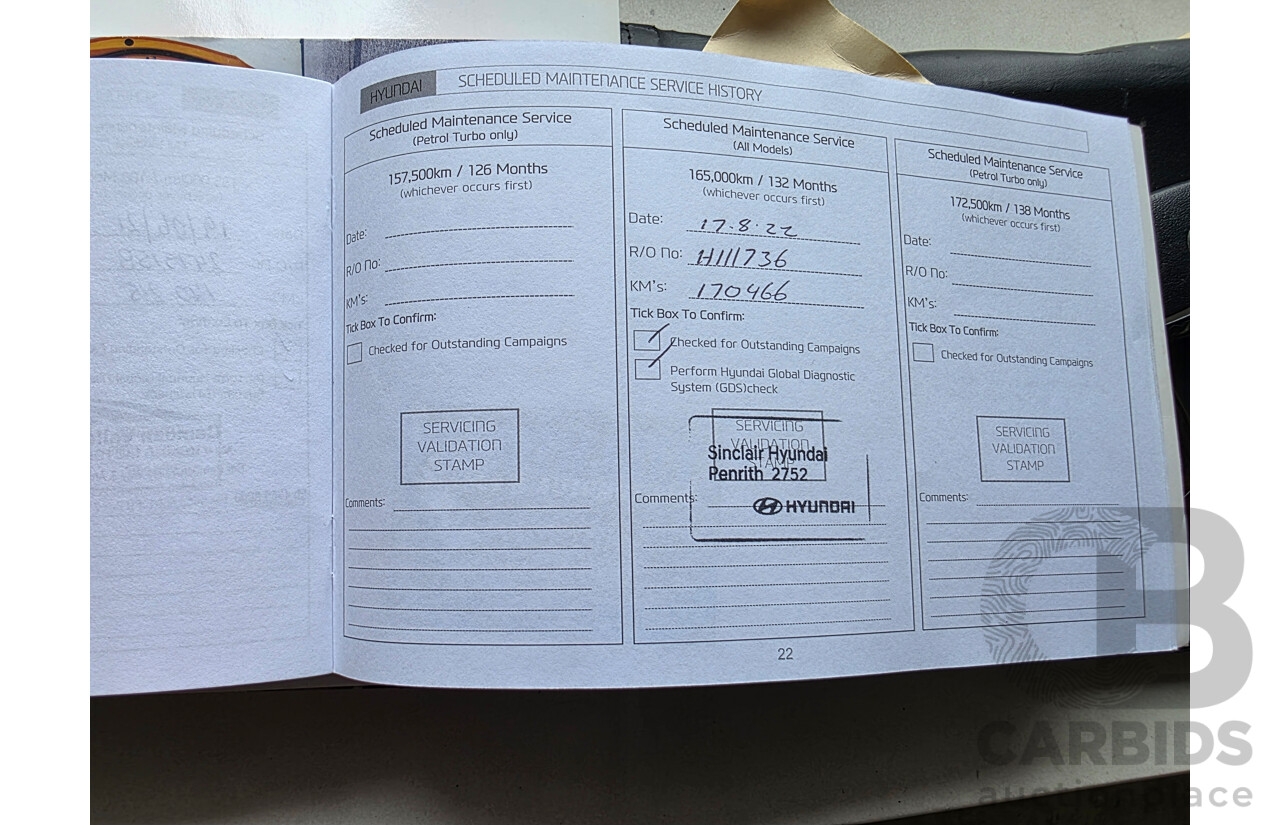 HYUNDAI SCHEDULED MAINTENANCE SERVICE HISTORY
Scheduled Maintenance Service
(Petrol Turbo only)
157,500km / 126 Months
(whichever occurs first)
Date:
R/O No:
KM's:
Tick Box To Confirm:
Checked for Outstanding Campaigns
SERVICING
VALIDATION
STAMP
Comments:
Scheduled Maintenance Service
(All Models)
165,000km / 132 Months
(whichever occurs first)
Date: 17.8.22
R/O No: H111736
KM's: 170466
Tick Box To Confirm:
Checked for Outstanding Campaigns
Perform Hyundai Global Diagnostic
System (GDS)check
SERVICING
VALIDATION
STAMP
Sinclair Hyundai
Penrith 2752
HYUNDAI
Comments:
Scheduled Maintenance Service
(Petrol Turbo only)
172,500km / 138 Months
(whichever occurs first)
Date:
R/O No:
KM's:
Tick Box To Confirm:
Checked for Outstanding Campaigns
SERVICING
VALIDATION
STAMP
Comments:
22
CB
CARBIDS
auctionplace